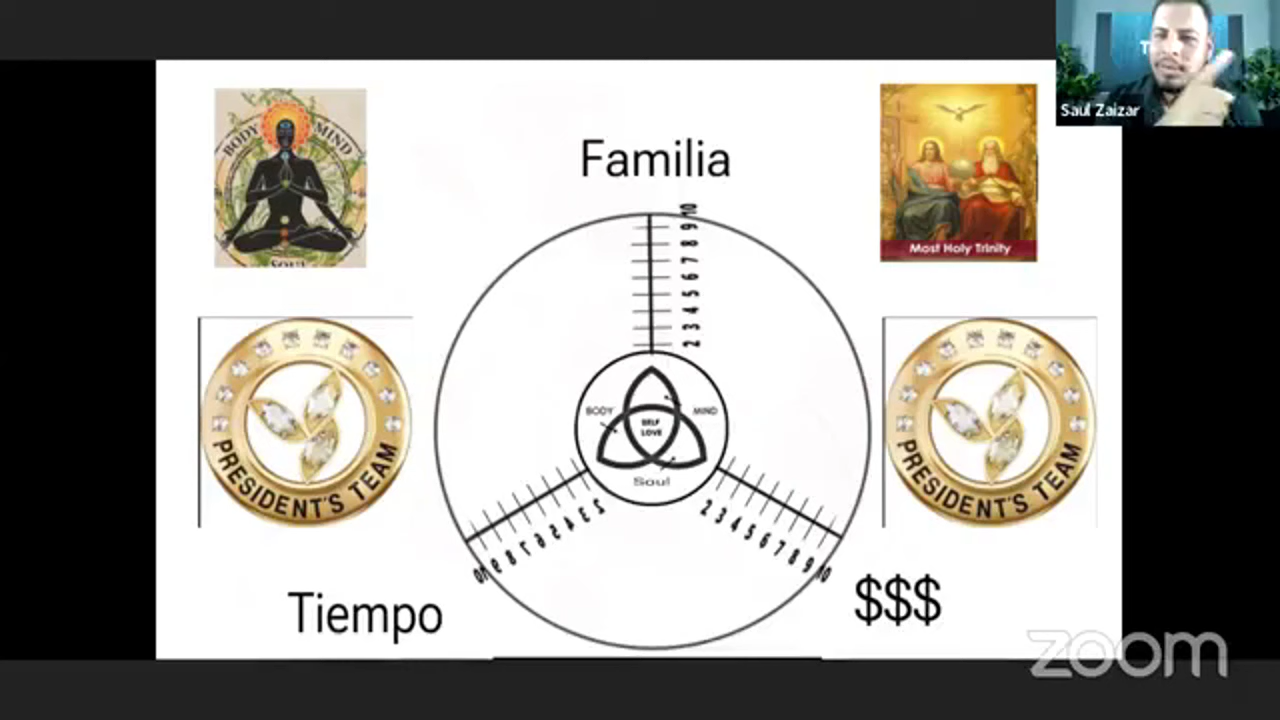 BODY MIND
SOUL
Familia
10
9
8
7
6
5
4
3
2
Most Holy Trinity
Saul Zaizar
PRESIDENT'S TEAM
BODY
MIND
SELF
LOVE
Soul
PRESIDENT'S TEAM
2 3 4 5 6 7 8 9 10
2 3 4 5 6 7 8 9 10
Tiempo
$$$
zoom